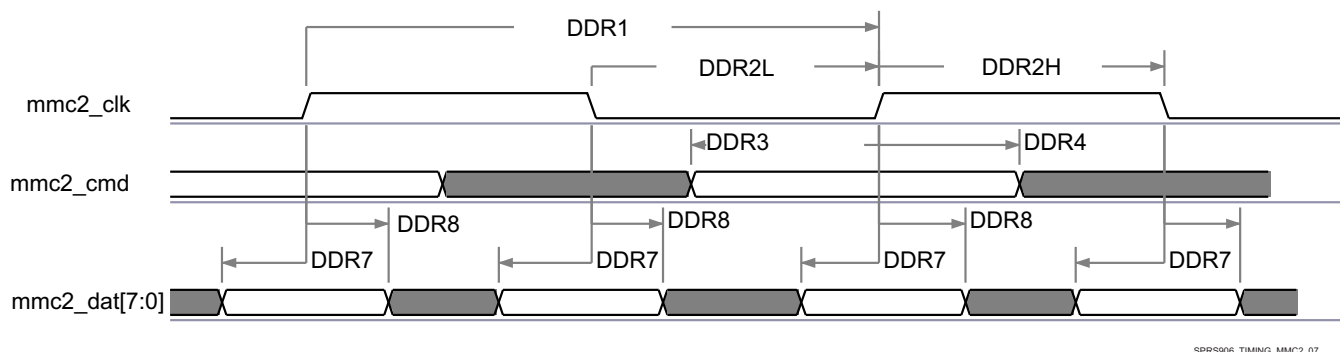 DDR1
DDR2L DDR2H
mmc2_clk
DDR3 DDR4
mmc2_cmd
DDR8 DDR8 DDR8
DDR7 DDR7 DDR7 DDR7
mmc2_dat[7:0]
SPRS906_TIMING_MMC2_07